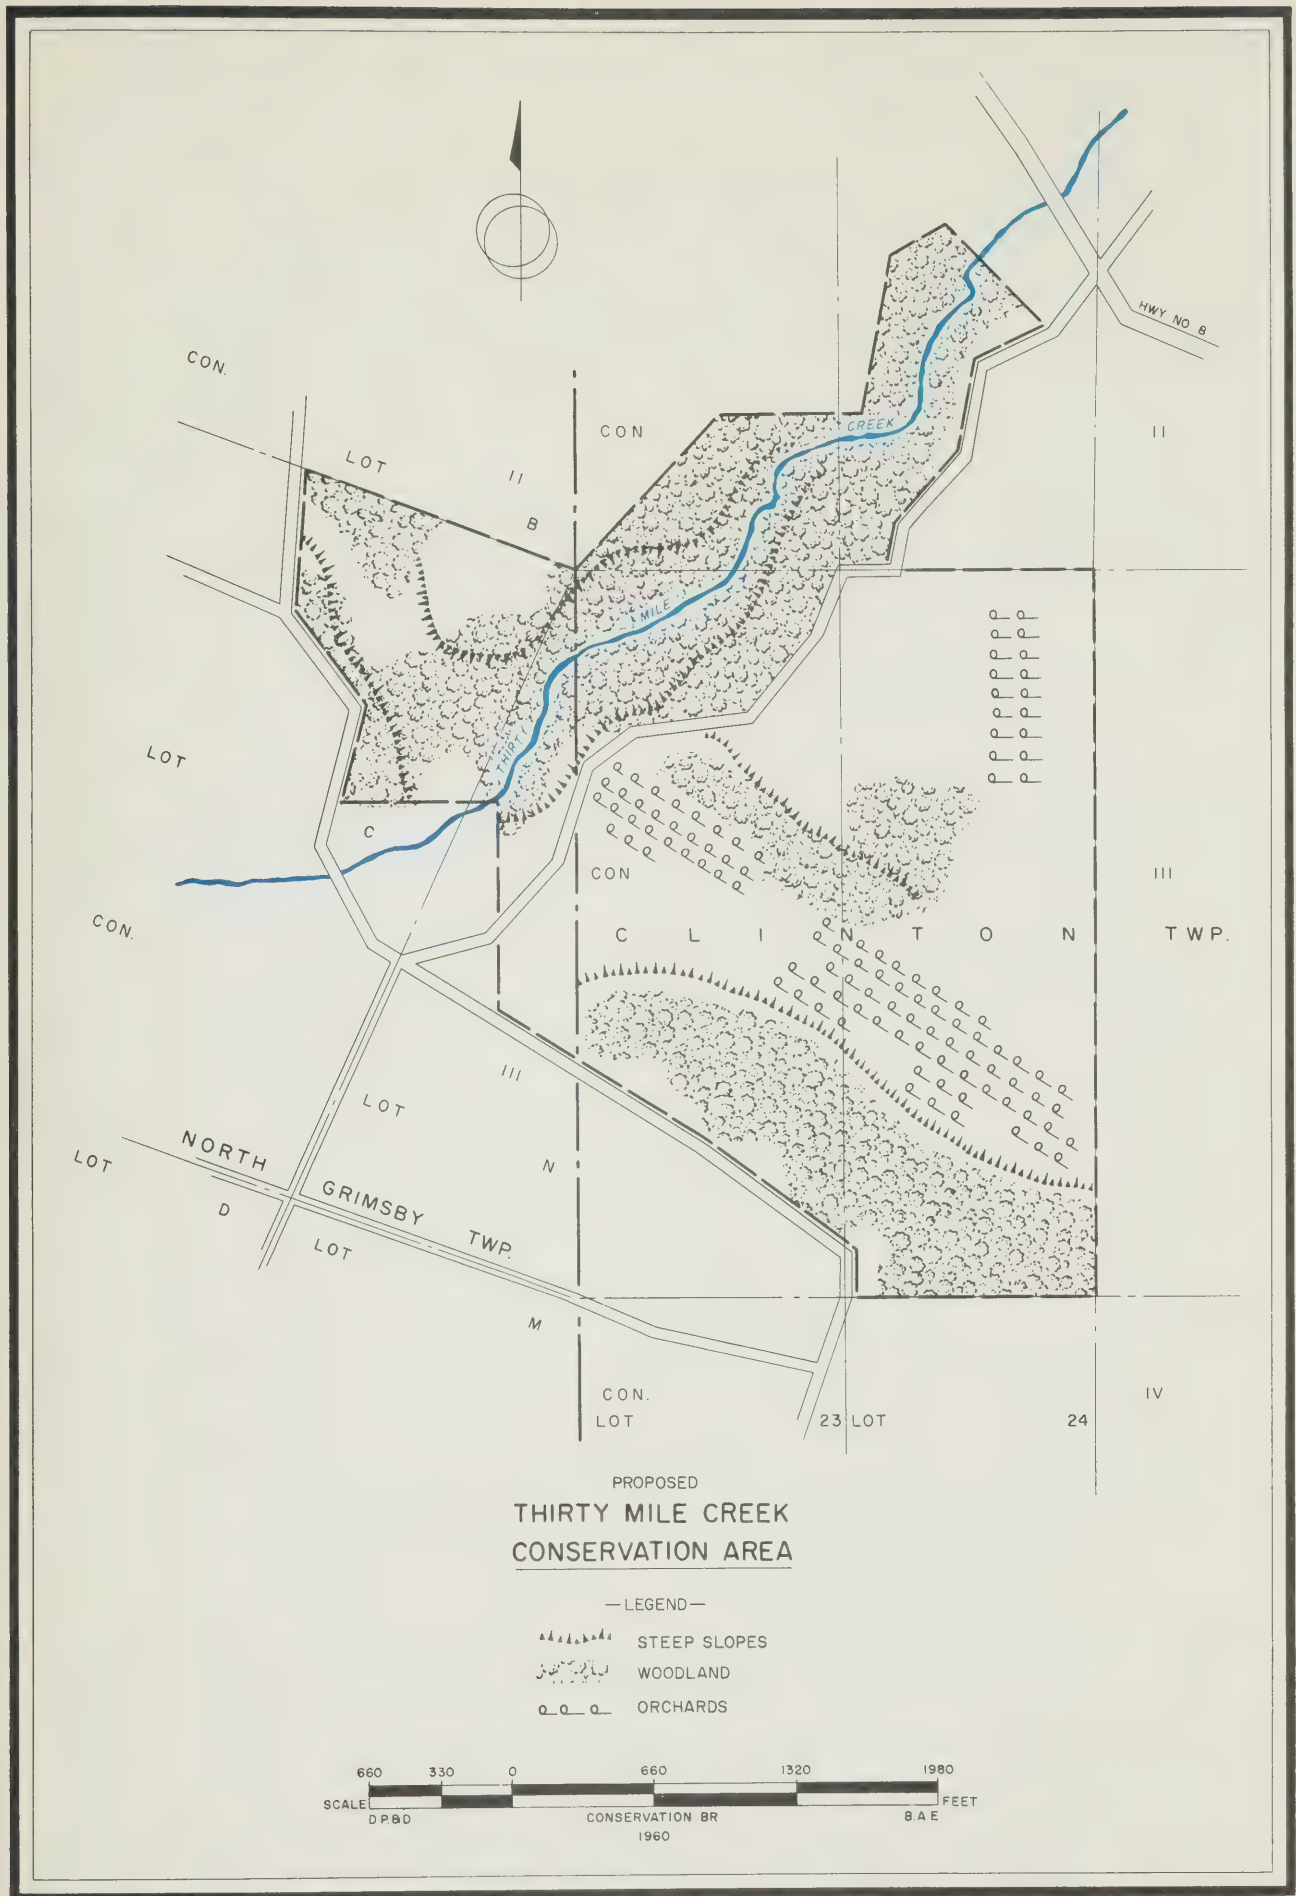 HWY NO 8
CON.
CREEK
CON
II
LOT
II
B
MILE
THIRTY
LOT
C
CON
III
CON.
CLINTON TWP.
III
LOT
NORTH
LOT
N
GRIMSBY
D
TWP.
LOT
M
CON.
IV
LOT
23 LOT
24
PROPOSED
THIRTY MILE CREEK
CONSERVATION AREA
—LEGEND—
STEEP SLOPES
WOODLAND
ORCHARDS
660 330 0 660 1320 1980
SCALE FEET
D.P.&D CONSERVATION BR B.A E
1960